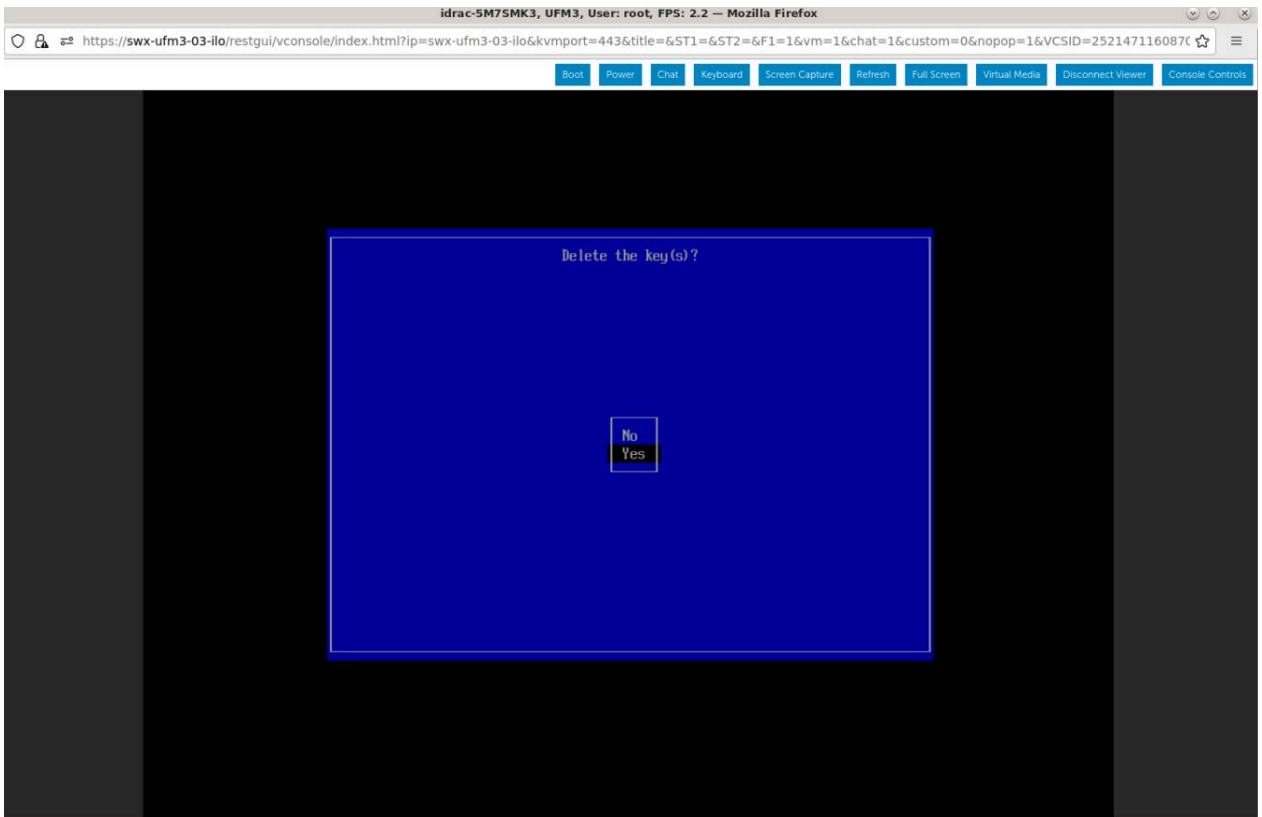 idrac-5M7SMK3, UFM3, User: root, FPS: 2.2 — Mozilla Firefox
https://swx-ufm3-03-ilo/restgui/vconsole/index.html?ip=swx-ufm3-03-ilo&kvmport=443&title=&ST1=&ST2=&F1=1&vm=1&chat=1&custom=0&nopop=1&VCSID=252147116087
Boot Power Chat Keyboard Screen Capture Refresh Full Screen Virtual Media Disconnect Viewer Console Controls
Delete the key(s)?
No
Yes